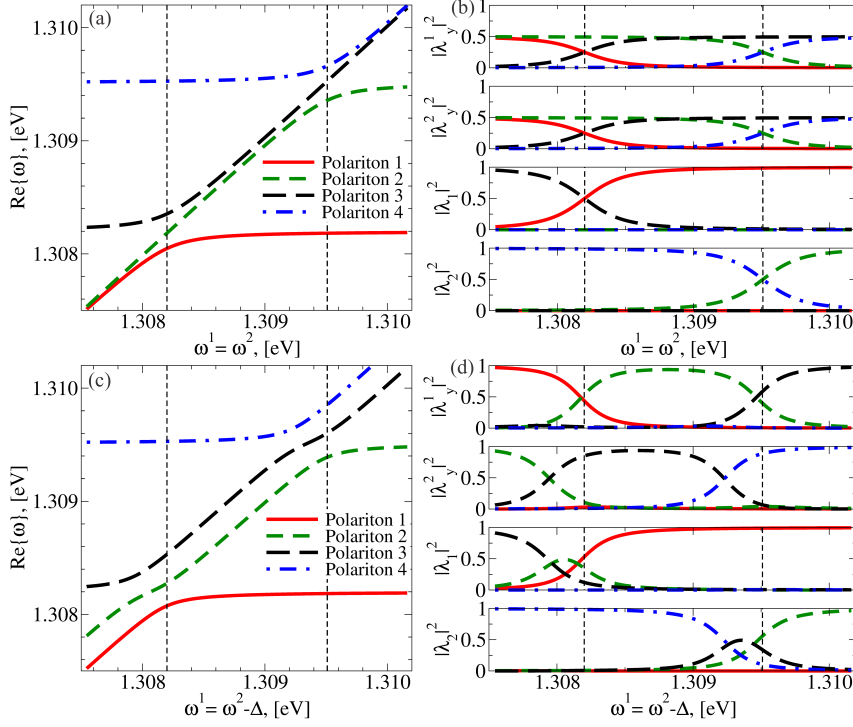 (a)
1.310
1.309
1.308
Re{ω}, [eV]
Polariton 1
Polariton 2
Polariton 3
Polariton 4
1.308 1.309 1.310
ω¹= ω², [eV]
(b)
1
0.5
0
|λ¹y|²
1
0.5
0
|λ²y|²
1
0.5
0
|λ1|²
1
0.5
0
|λ2|²
1.308 1.309 1.310
ω¹= ω², [eV]
(c)
1.310
1.309
1.308
Re{ω}, [eV]
Polariton 1
Polariton 2
Polariton 3
Polariton 4
1.308 1.309 1.310
ω¹= ω²-Δ, [eV]
(d)
1
0.5
0
|λ¹y|²
1
0.5
0
|λ²y|²
1
0.5
0
|λ1|²
1
0.5
0
|λ2|²
1.308 1.309 1.310
ω¹= ω²-Δ, [eV]